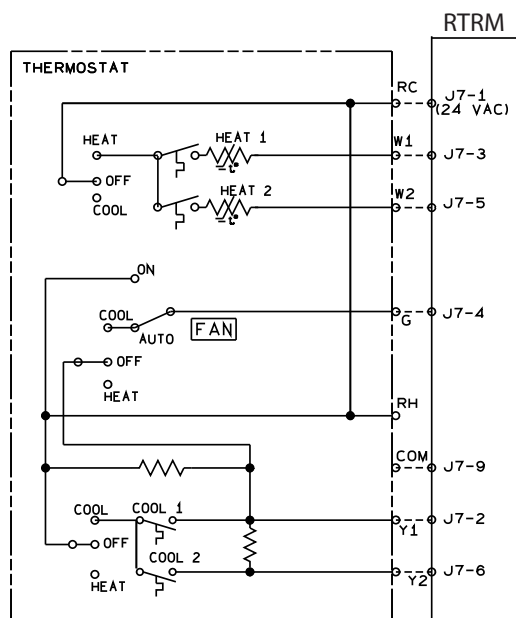 RTRM
THERMOSTAT
RC
J7-1
(24 VAC)
HEAT
HEAT 1
W1
J7-3
-t°
OFF
HEAT 2
W2
J7-5
COOL
-t°
ON
COOL
FAN
G
J7-4
AUTO
OFF
HEAT
RH
COM
J7-9
COOL
COOL 1
Y1
J7-2
OFF
COOL 2
HEAT
Y2
J7-6